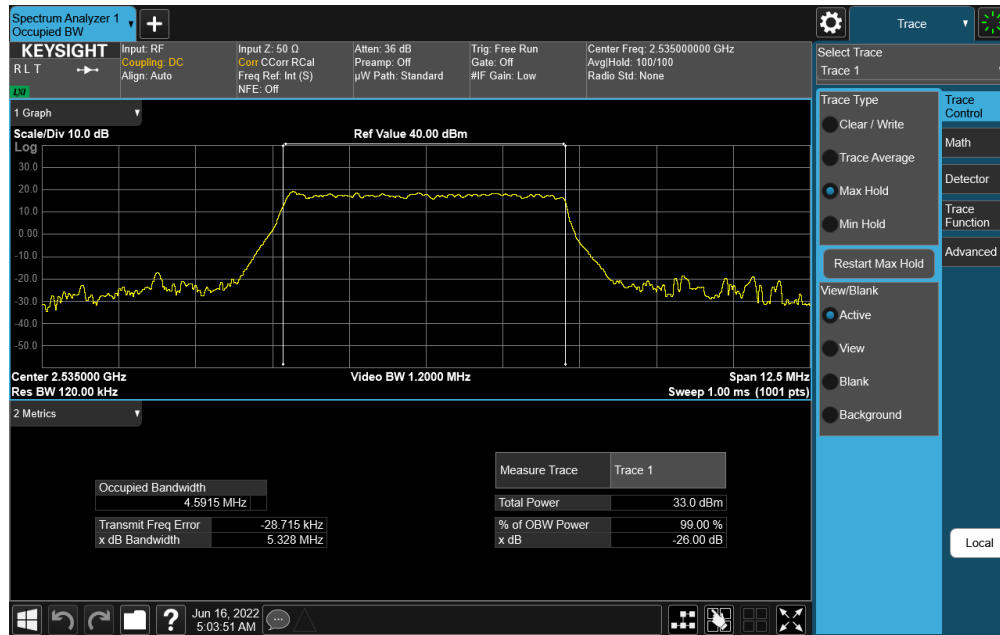 Spectrum Analyzer 1
Occupied BW
Trace
KEYSIGHT
R L T
LXI
Input: RF
Coupling: DC
Align: Auto
Input Z: 50 Ω
Corr CCorr RCal
Freq Ref: Int (S)
NFE: Off
Atten: 36 dB
Preamp: Off
µW Path: Standard
Trig: Free Run
Gate: Off
#IF Gain: Low
Center Freq: 2.535000000 GHz
Avg|Hold: 100/100
Radio Std: None
Select Trace
Trace 1
1 Graph
Scale/Div 10.0 dB
Ref Value 40.00 dBm
Log
30.0
20.0
10.0
0.00
-10.0
-20.0
-30.0
-40.0
-50.0
Center 2.535000 GHz
Video BW 1.2000 MHz
Span 12.5 MHz
Res BW 120.00 kHz
Sweep 1.00 ms (1001 pts)
Trace Type
Clear / Write
Trace Average
Max Hold
Min Hold
Restart Max Hold
View/Blank
Active
View
Blank
Background
Trace
Control
Math
Detector
Trace
Function
Advanced
Local
2 Metrics
Occupied Bandwidth
4.5915 MHz
Transmit Freq Error -28.715 kHz
x dB Bandwidth 5.328 MHz
Measure Trace Trace 1
Total Power 33.0 dBm
% of OBW Power 99.00 %
x dB -26.00 dB
?
Jun 16, 2022
5:03:51 AM